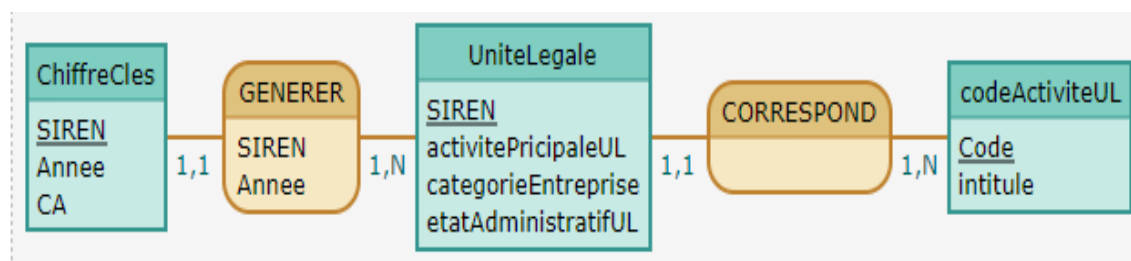 ChiffreCles
SIREN
Annee
CA
1,1
GENERER
SIREN
Annee
1,N
UniteLegale
SIREN
activitePricipaleUL
categorieEntreprise
etatAdministratifUL
1,1
CORRESPOND
1,N
codeActiviteUL
Code
intitule